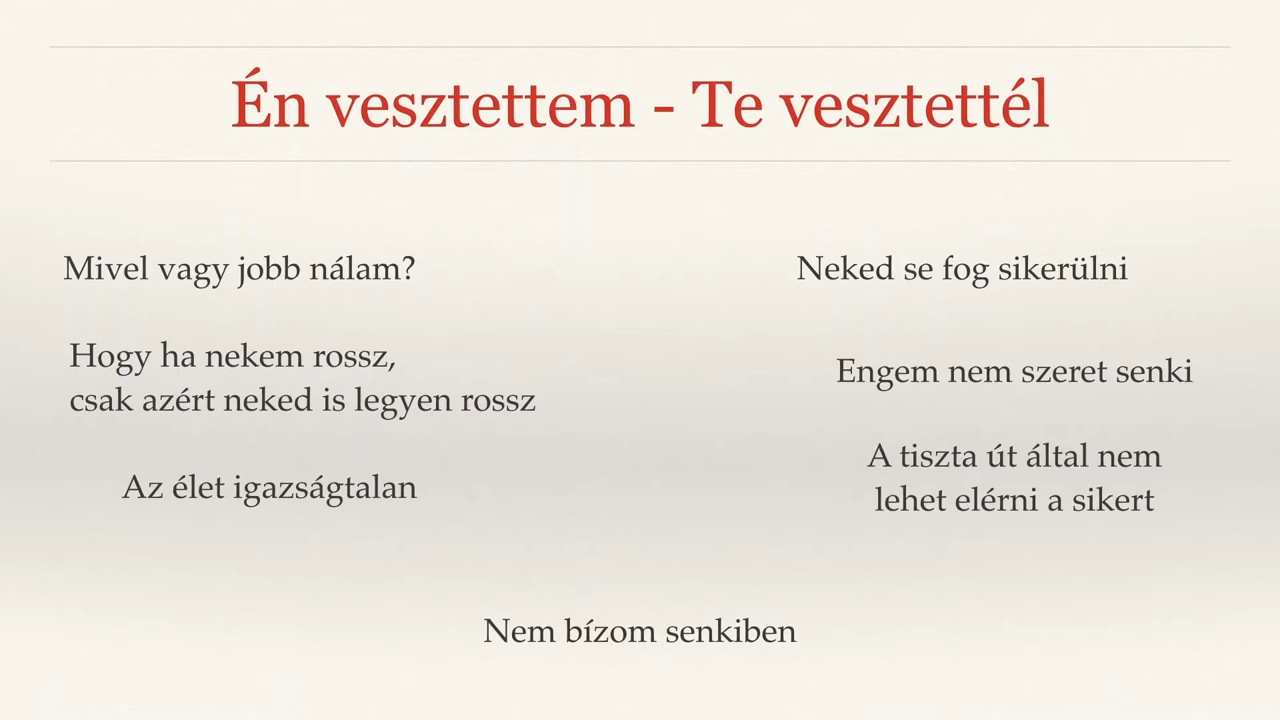 Én vesztettem - Te vesztettél
Mivel vagy jobb nálam?
Neked se fog sikerülni
Hogy ha nekem rossz,
csak azért neked is legyen rossz
Engem nem szeret senki
Az élet igazságtalan
A tiszta út által nem
lehet elérni a sikert
Nem bízom senkiben